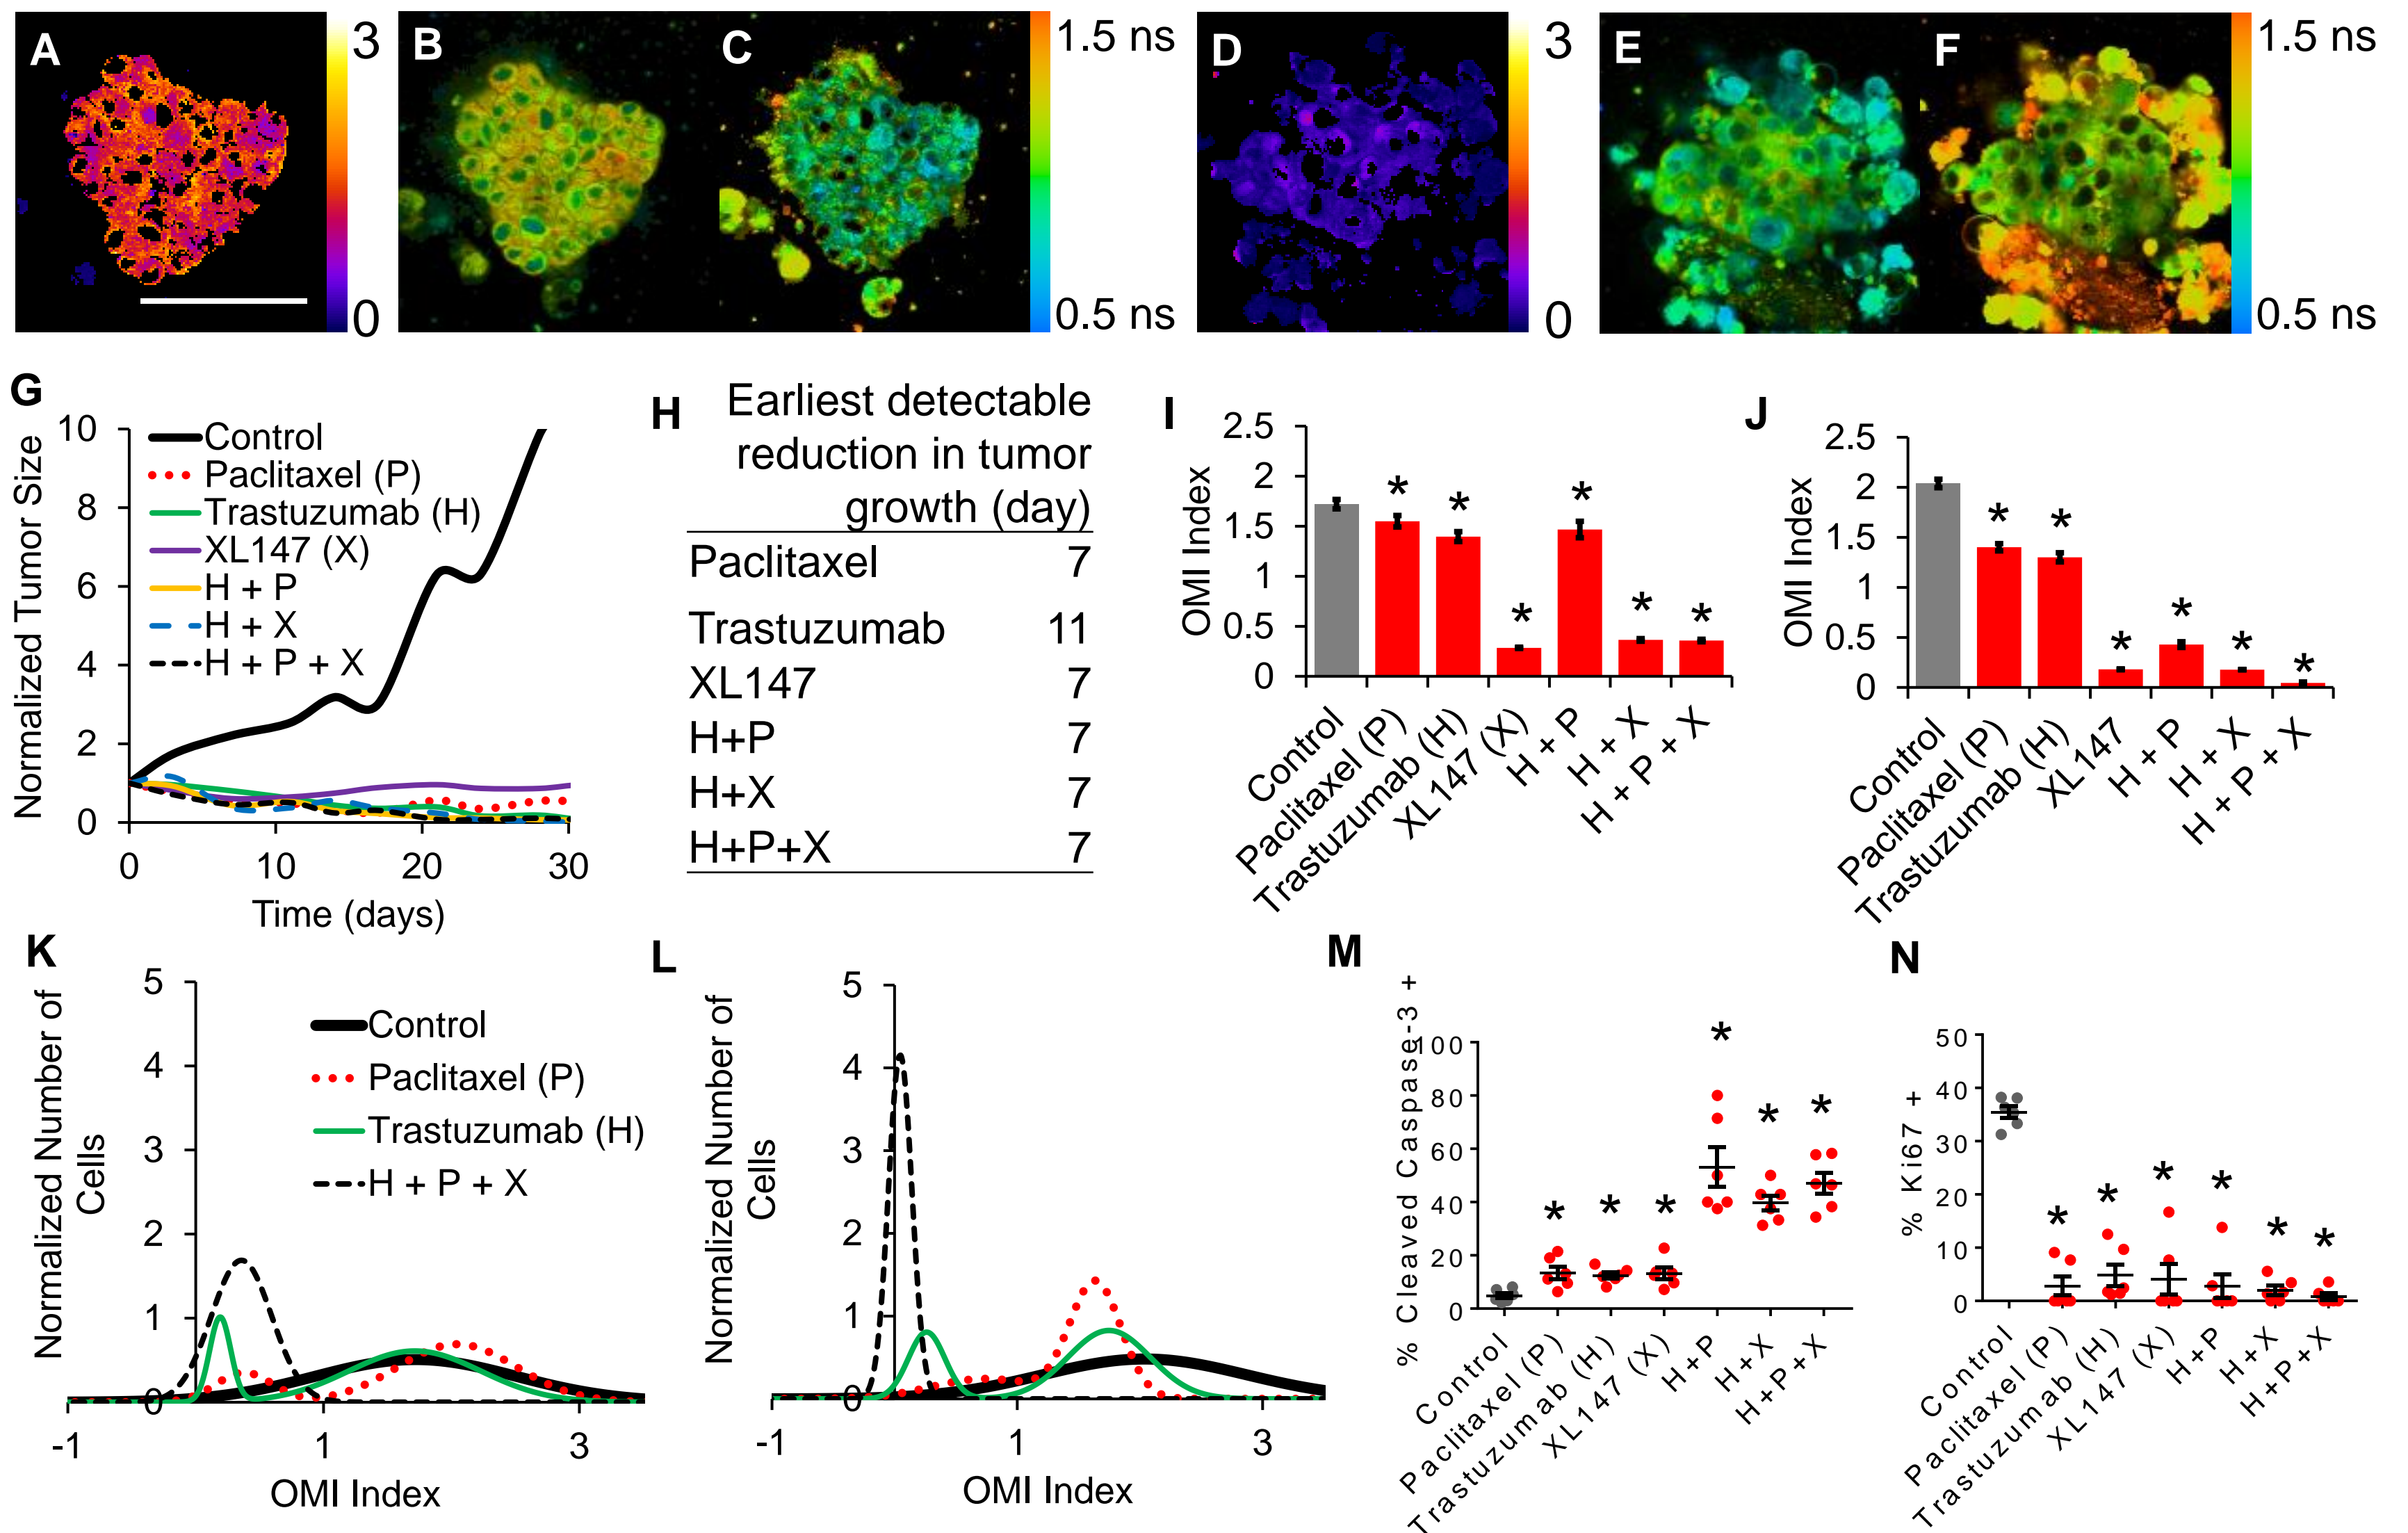 A
3
0
B
C
1.5 ns
0.5 ns
D
3
0
E
F
1.5 ns
0.5 ns
G
Normalized Tumor Size
10
8
6
4
2
0
Control
Paclitaxel (P)
Trastuzumab (H)
XL147 (X)
H + P
H + X
H + P + X
0
10
20
30
Time (days)
H
Earliest detectable
reduction in tumor
growth (day)
Paclitaxel 7
Trastuzumab 11
XL147 7
H+P 7
H+X 7
H+P+X 7
I
OMI Index
2.5
2
1.5
1
0.5
0
* * * * * *
Control
Paclitaxel (P)
Trastuzumab (H)
XL147 (X)
H + P
H + X
H + P + X
J
OMI Index
2.5
2
1.5
1
0.5
0
* * * * * *
Control
Paclitaxel (P)
Trastuzumab (H)
XL147
H + P
H + X
H + P + X
K
Normalized Number of
Cells
5
4
3
2
1
0
Control
Paclitaxel (P)
Trastuzumab (H)
H + P + X
-1
1
3
OMI Index
L
Normalized Number of
Cells
5
4
3
2
1
0
-1
1
3
OMI Index
M
% Cleaved Caspase-3 +
100
80
60
40
20
0
* * * * * *
Control
Paclitaxel (P)
Trastuzumab (H)
XL147 (X)
H+P
H+X
H+P+X
N
% Ki67 +
50
40
30
20
10
0
* * * * * *
Control
Paclitaxel (P)
Trastuzumab (H)
XL147 (X)
H+P
H+X
H+P+X